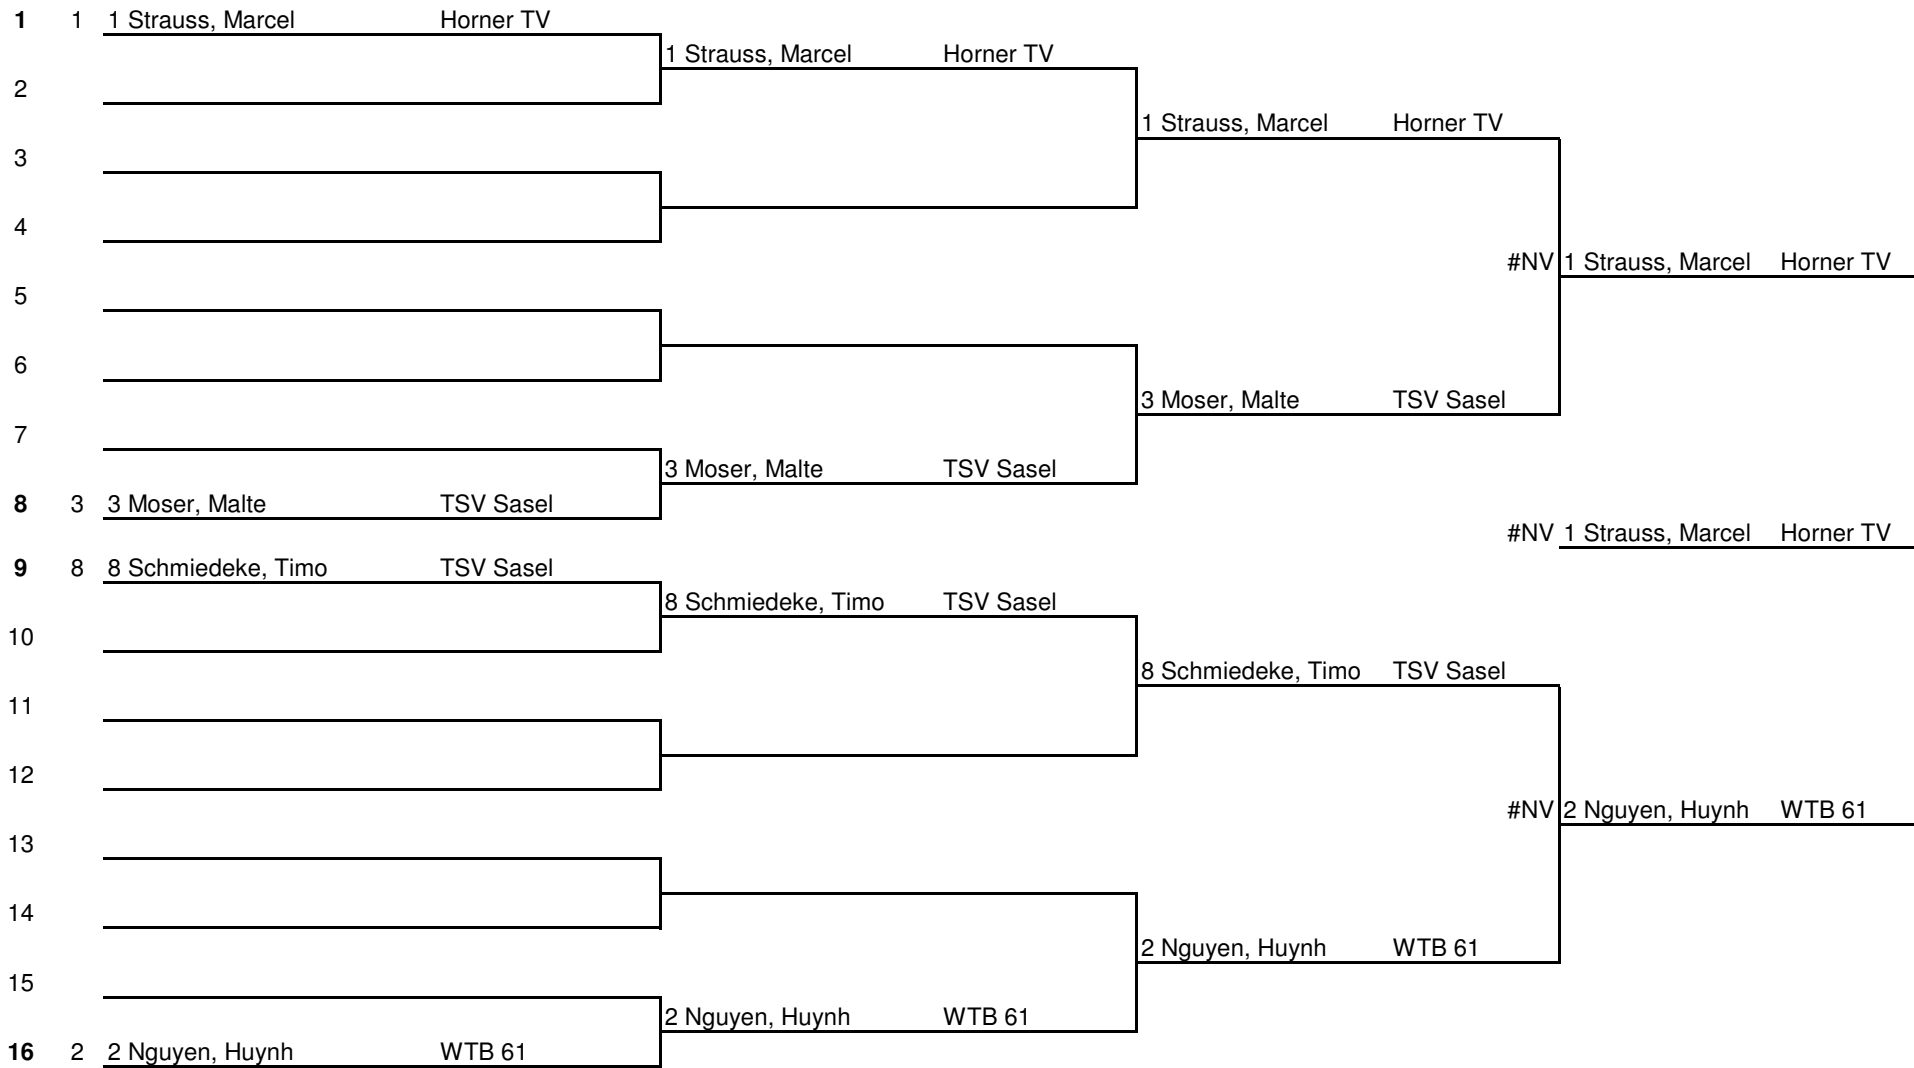 1 1 1 Strauss, Marcel Horner TV
1 Strauss, Marcel Horner TV
2
1 Strauss, Marcel Horner TV
3
4
#NV 1 Strauss, Marcel Horner TV
5
6
3 Moser, Malte TSV Sasel
7
3 Moser, Malte TSV Sasel
8 3 3 Moser, Malte TSV Sasel
#NV 1 Strauss, Marcel Horner TV
9 8 8 Schmiedeke, Timo TSV Sasel
8 Schmiedeke, Timo TSV Sasel
10
8 Schmiedeke, Timo TSV Sasel
11
12
#NV 2 Nguyen, Huynh WTB 61
13
14
2 Nguyen, Huynh WTB 61
15
2 Nguyen, Huynh WTB 61
16 2 2 Nguyen, Huynh WTB 61